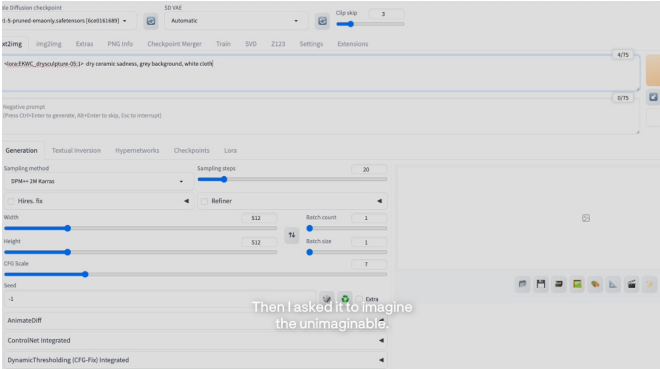 ble Diffusion checkpoint
SD VAE
Clip skip
3
1-5-pruned-emaonly.safetensors [6ce0161689]
Automatic
xt2img img2img Extras PNG Info Checkpoint Merger Train SVD Z123 Settings Extensions
4/75
<lora:EKWC_drysculpture-05:1> dry ceramic sadness, grey background, white cloth
0/75
Negative prompt
(Press Ctrl+Enter to generate, Alt+Enter to skip, Esc to interrupt)
Generation Textual Inversion Hypernetworks Checkpoints Lora
Sampling method
Sampling steps
20
DPM++ 2M Karras
Hires. fix
Refiner
Width
512
Batch count
1
Height
512
Batch size
1
CFG Scale
7
Seed
-1
Extra
Then I asked it to imagine
the unimaginable.
AnimateDiff
ControlNet Integrated
DynamicThresholding (CFG-Fix) Integrated